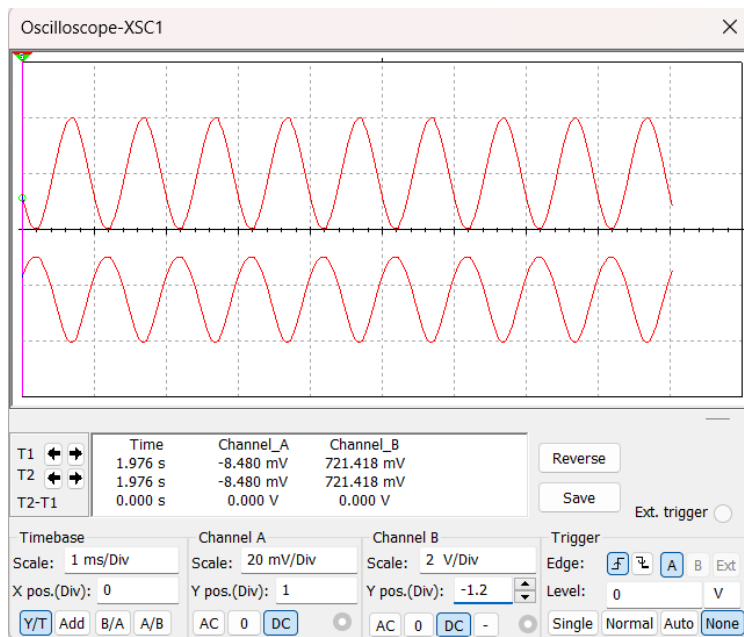 Oscilloscope-XSC1
T1
T2
T2-T1
Time Channel_A Channel_B
1.976 s -8.480 mV 721.418 mV
1.976 s -8.480 mV 721.418 mV
0.000 s 0.000 V 0.000 V
Reverse
Save
Ext. trigger
Timebase
Scale: 1 ms/Div
X pos.(Div): 0
Y/T Add B/A A/B
Channel A
Scale: 20 mV/Div
Y pos.(Div): 1
AC 0 DC
Channel B
Scale: 2 V/Div
Y pos.(Div): -1.2
AC 0 DC -
Trigger
Edge: A B Ext
Level: 0 V
Single Normal Auto None